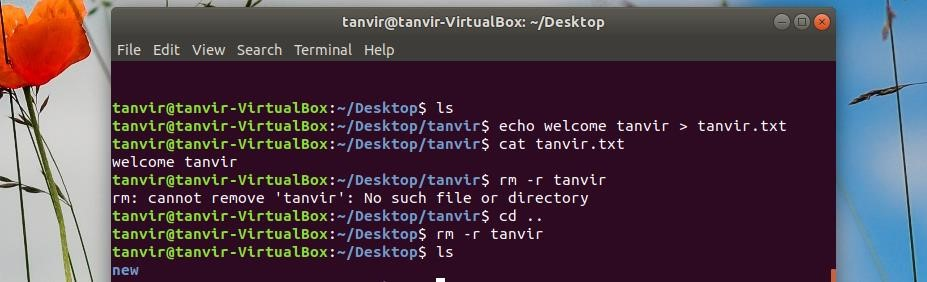 tanvir@tanvir-VirtualBox: ~/Desktop
File Edit View Search Terminal Help
tanvir@tanvir-VirtualBox:~/Desktop$ ls
tanvir@tanvir-VirtualBox:~/Desktop/tanvir$ echo welcome tanvir > tanvir.txt
tanvir@tanvir-VirtualBox:~/Desktop/tanvir$ cat tanvir.txt
welcome tanvir
tanvir@tanvir-VirtualBox:~/Desktop/tanvir$ rm -r tanvir
rm: cannot remove 'tanvir': No such file or directory
tanvir@tanvir-VirtualBox:~/Desktop/tanvir$ cd ..
tanvir@tanvir-VirtualBox:~/Desktop$ rm -r tanvir
tanvir@tanvir-VirtualBox:~/Desktop$ ls
new